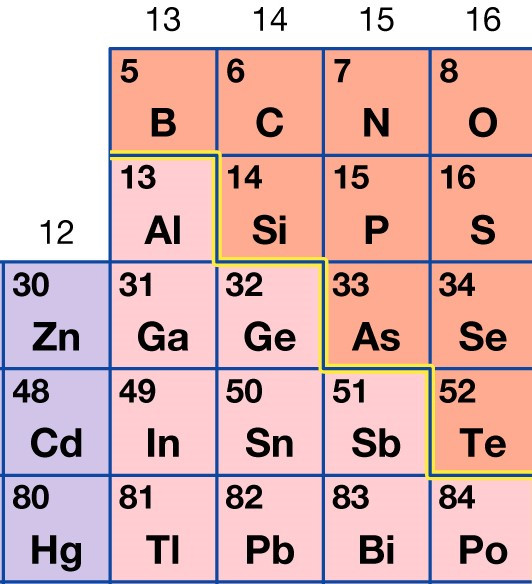 13 14 15 16
5 6 7 8
B C N O
13 14 15 16
Al Si P S
12
30 31 32 33 34
Zn Ga Ge As Se
48 49 50 51 52
Cd In Sn Sb Te
80 81 82 83 84
Hg Tl Pb Bi Po